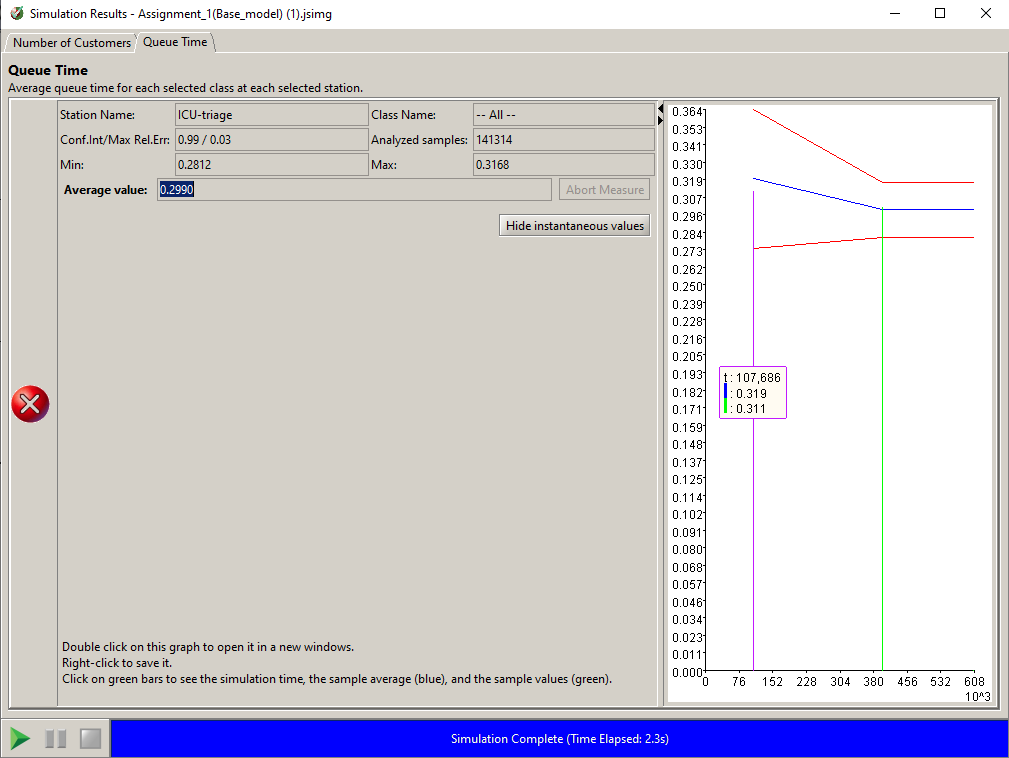 Simulation Results - Assignment_1(Base_model) (1).jsimg
Number of Customers
Queue Time
Queue Time
Average queue time for each selected class at each selected station.
Station Name: ICU-triage Class Name: -- All --
Conf.Int/Max Rel.Err: 0.99 / 0.03 Analyzed samples: 141314
Min: 0.2812 Max: 0.3168
Average value: 0.2990 Abort Measure
Hide instantaneous values
0.364
0.353
0.341
0.330
0.319
0.307
0.296
0.284
0.273
0.262
0.250
0.239
0.228
0.216
0.205
0.193
0.182
0.171
0.159
0.148
0.137
0.125
0.114
0.102
0.091
0.080
0.068
0.057
0.046
0.034
0.023
0.011
0.000
t : 107,686
: 0.319
: 0.311
0 76 152 228 304 380 456 532 608
10^3
Double click on this graph to open it in a new windows.
Right-click to save it.
Click on green bars to see the simulation time, the sample average (blue), and the sample values (green).
Simulation Complete (Time Elapsed: 2.3s)